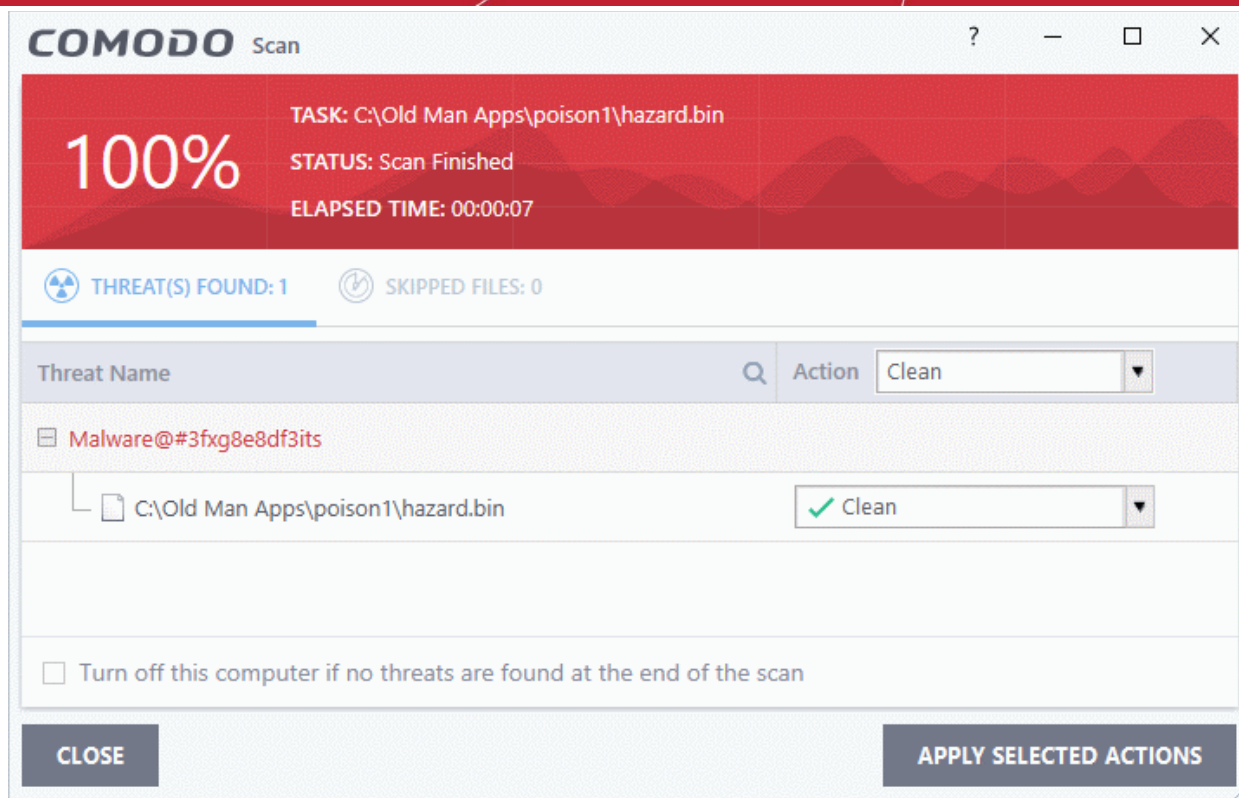 COMODO Scan
?
100%
TASK: C:\Old Man Apps\poison1\hazard.bin
STATUS: Scan Finished
ELAPSED TIME: 00:00:07
THREAT(S) FOUND: 1 SKIPPED FILES: 0
Threat Name Action Clean
Malware@#3fxg8e8df3its
C:\Old Man Apps\poison1\hazard.bin Clean
Turn off this computer if no threats are found at the end of the scan
CLOSE APPLY SELECTED ACTIONS